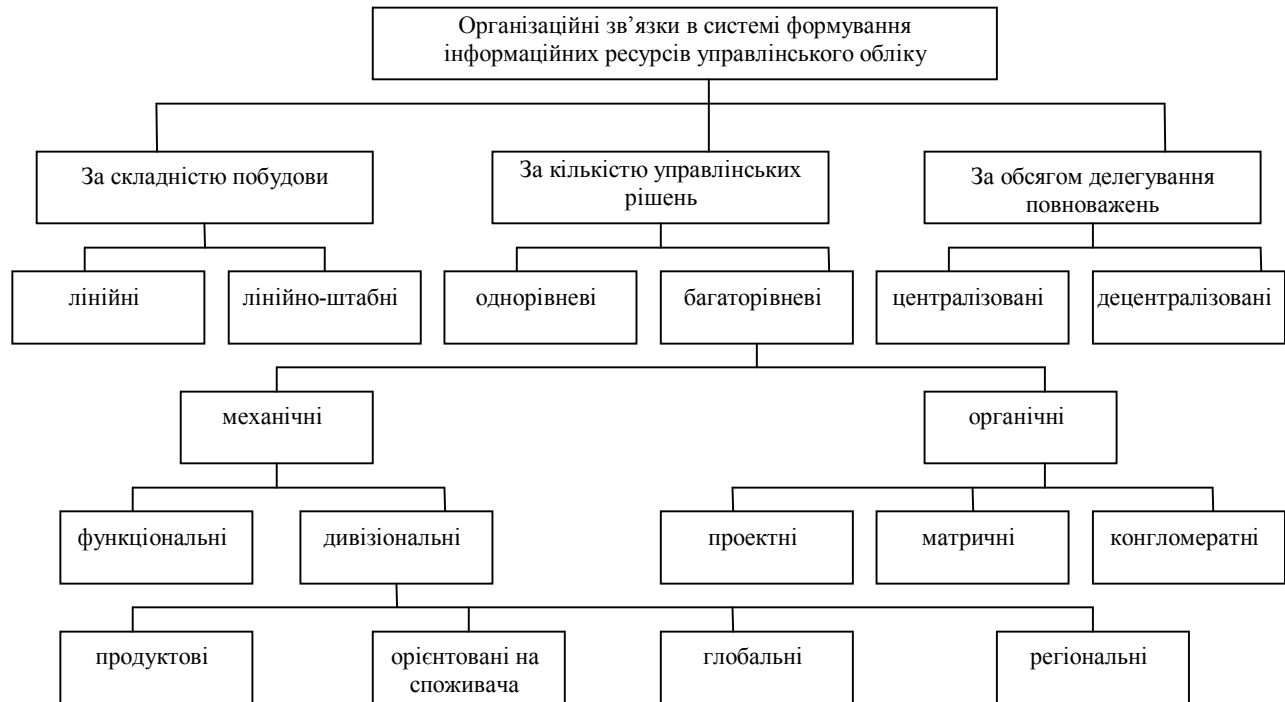 Організаційні зв’язки в системі формування
інформаційних ресурсів управлінського обліку
За складністю побудови
За кількістю управлінських
рішень
За обсягом делегування
повноважень
лінійні
лінійно-штабні
однорівневі
багаторівневі
централізовані
децентралізовані
механічні
органічні
функціональні
дивізіональні
проектні
матричні
конгломератні
продуктові
орієнтовані на
споживача
глобальні
регіональні